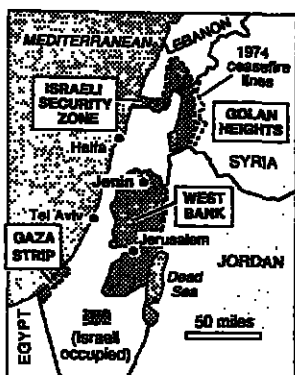 MEDITERRANEAN
LEBANON
1974
ceasefire
lines
ISRAELI
SECURITY
ZONE
GOLAN
HEIGHTS
Haifa
SYRIA
Jenin
WEST
BANK
Tel Aviv
Jerusalem
GAZA
STRIP
JORDAN
Dead
Sea
(Israeli
occupied)
50 miles
EGYPT